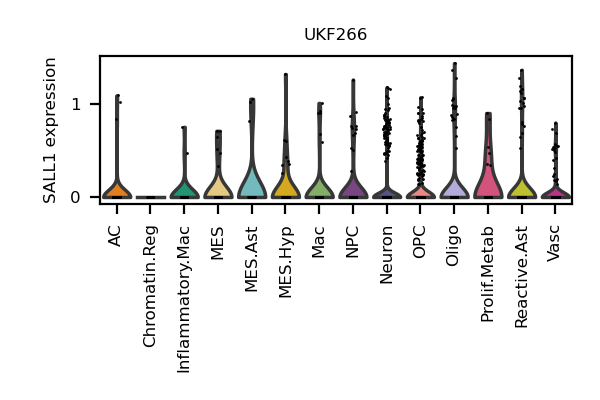 UKF266
SALL1 expression
1
0
AC
Chromatin.Reg
Inflammatory.Mac
MES
MES.Ast
MES.Hyp
Mac
NPC
Neuron
OPC
Oligo
Prolif.Metab
Reactive.Ast
Vasc